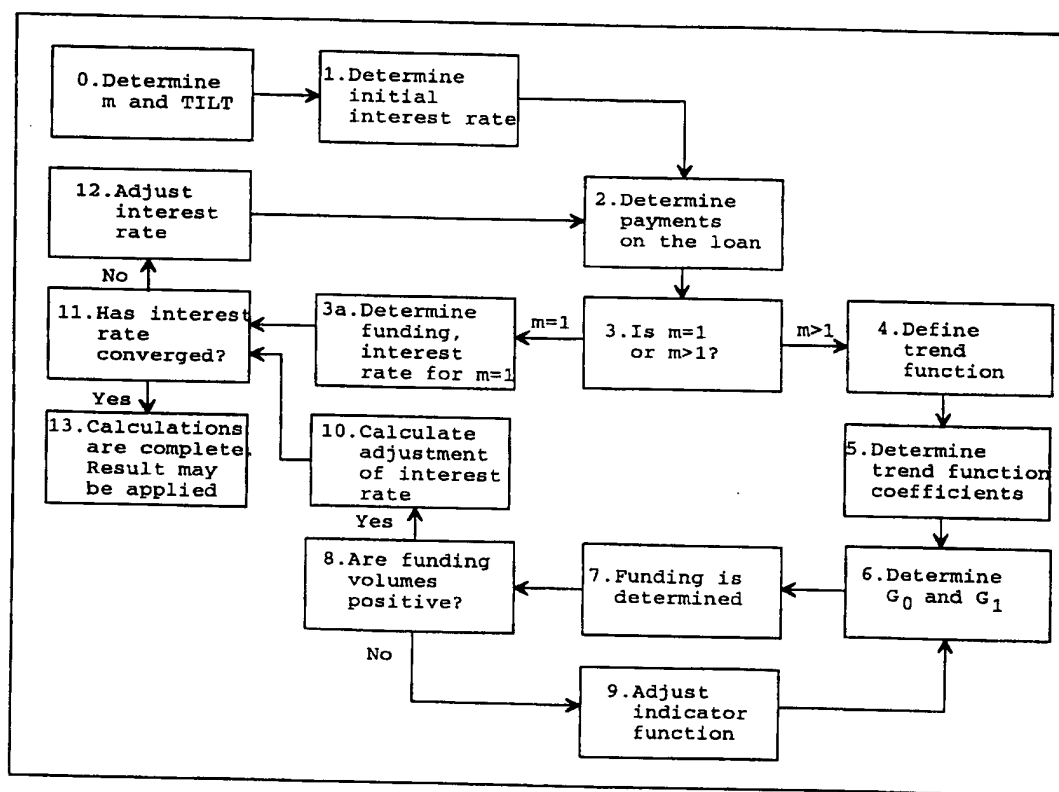 0.Determine
m and TILT
1.Determine
initial
interest rate
12.Adjust
interest
rate
2.Determine
payments
on the loan
No
11.Has interest
rate
converged?
3a.Determine
funding,
interest
rate for m=1
m=1
3.Is m=1
or m>1?
m>1
4.Define
trend
function
Yes
13.Calculations
are complete.
Result may
be applied
10.Calculate
adjustment
of interest
rate
5.Determine
trend function
coefficients
Yes
8.Are funding
volumes
positive?
7.Funding is
determined
6.Determine
G0 and G1
No
9.Adjust
indicator
function